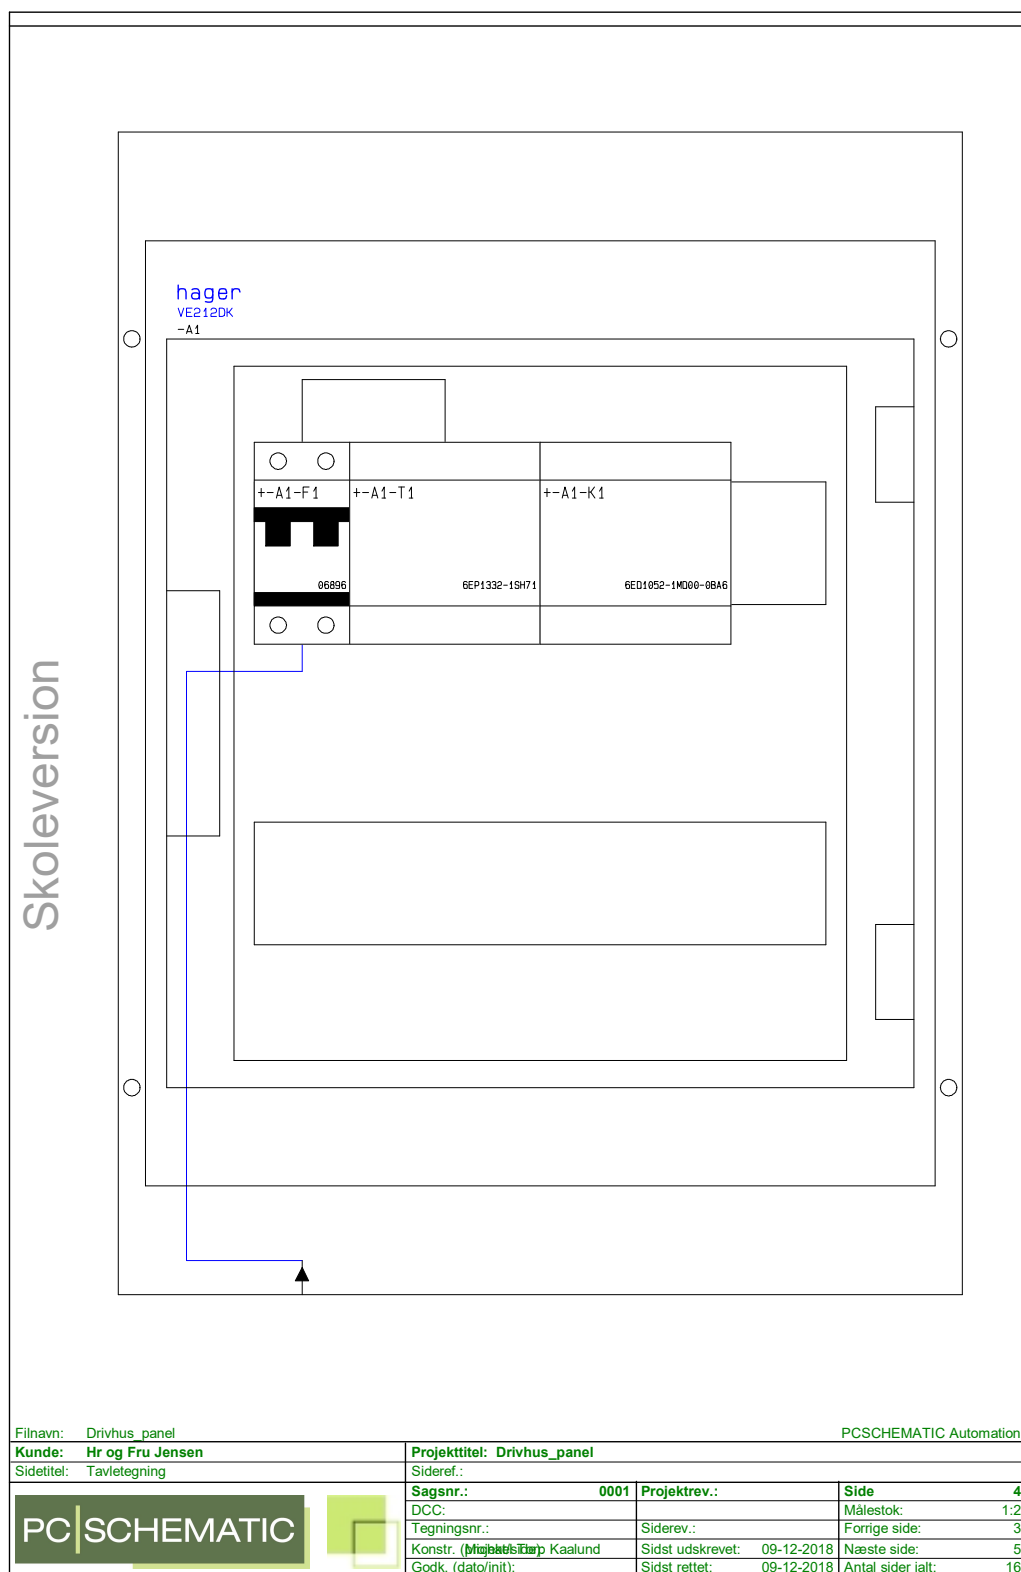 hager
VE212DK
-A1
+-A1-F1
+-A1-T1
+-A1-K1
06896
6EP1332-1SH71
6ED1052-1MD00-0BA6
Skoleversion
Filnavn: Drivhus_panel
PCSCHEMATIC Automation
Kunde: Hr og Fru Jensen
Projekttitel: Drivhus_panel
Sidetitel: Tavletegning
Sideref.:
Sagsnr.: 0001 Projektrev.: Side 4
DCC: Målestok: 1:2
Tegningsnr.: Siderev.: Forrige side: 3
Konstr. Kaalund Sidst udskrevet: 09-12-2018 Næste side: 5
Godk. (dato/init): Sidst rettet: 09-12-2018 Antal sider ialt: 16
PC SCHEMATIC